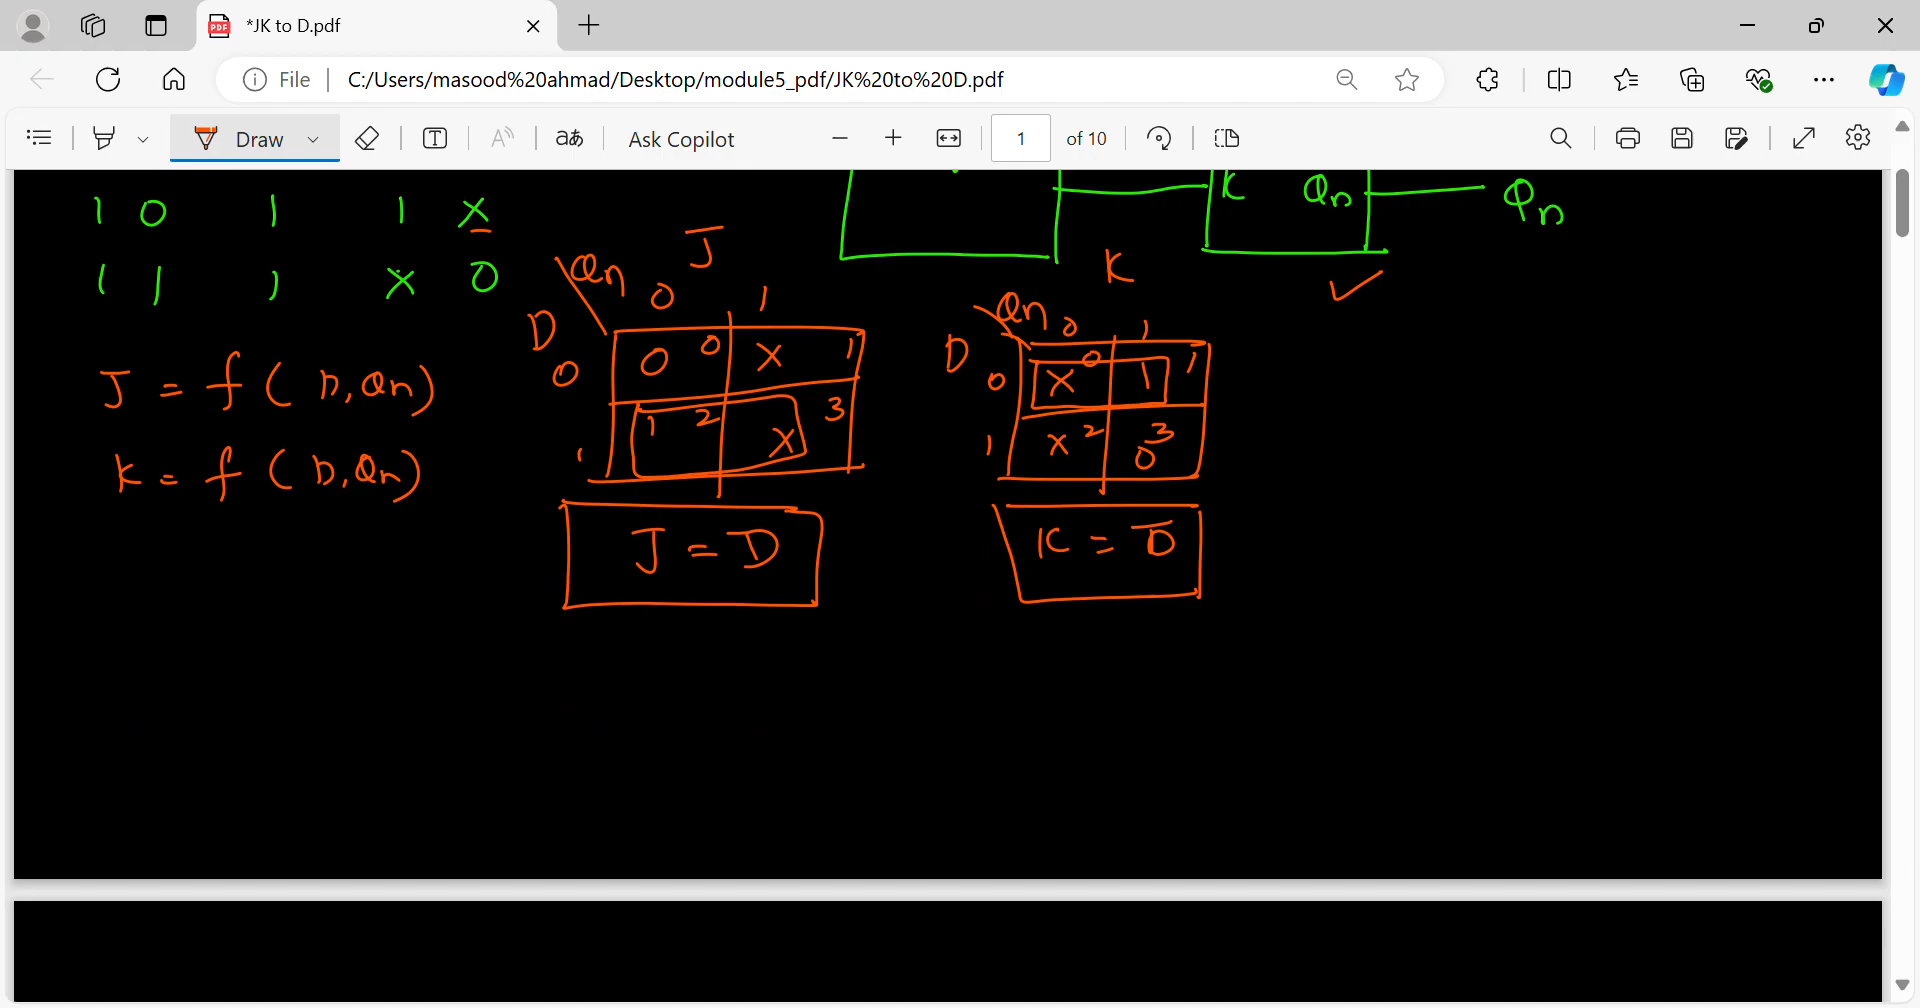 *JK to D.pdf
File
C:/Users/masood%20ahmad/Desktop/module5_pdf/JK%20to%20D.pdf
Draw
T
A
aあ
Ask Copilot
1 of 10
1 0 1 1 X
1 1 1 X 0
K Qn Qn
J = f ( D, Qn)
K = f ( D, Qn)
J
Qn 0 1
D
0 0 0 X 1
1 1 2 X 3
J = D
K
Qn 0 1
D
0 X 0 1 1
1 X 2 0 3
K = D̅